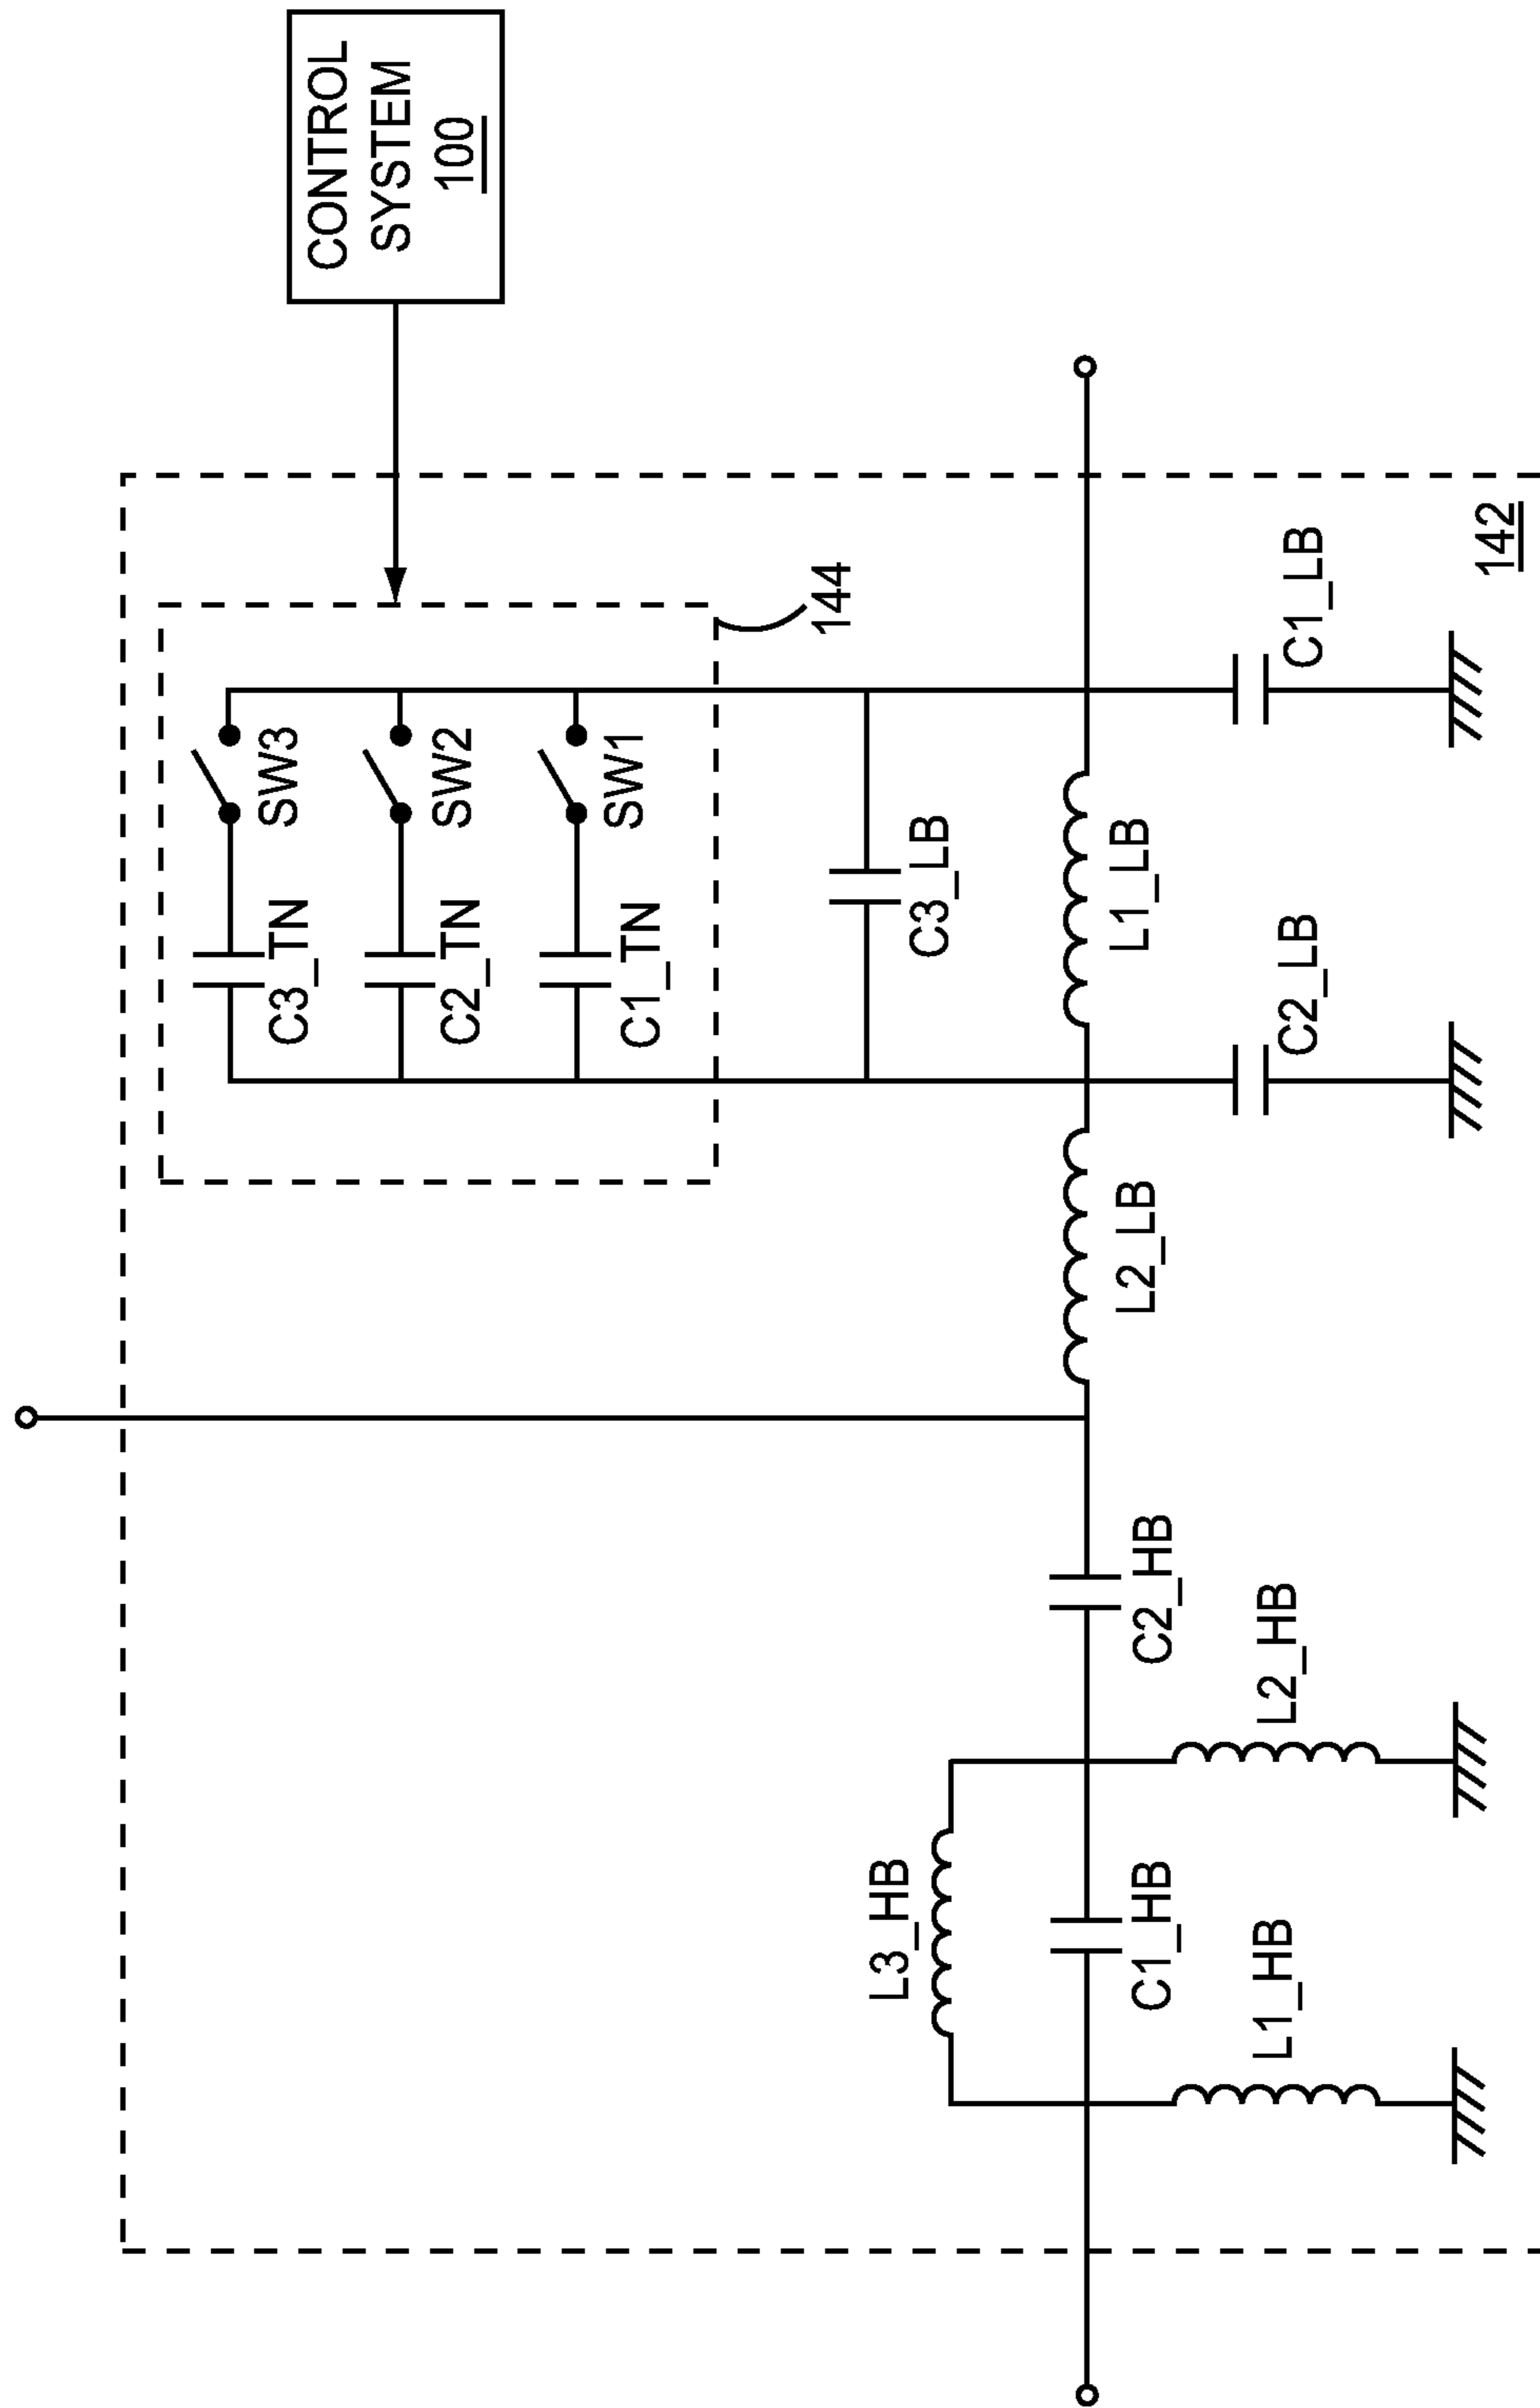 CONTROL
SYSTEM
100
SW3
C3_TN
SW2
C2_TN
SW1
C1_TN
144
C3_LB
L1_LB
C1_LB
142
C2_LB
L2_LB
C2_HB
L2_HB
L3_HB
C1_HB
L1_HB